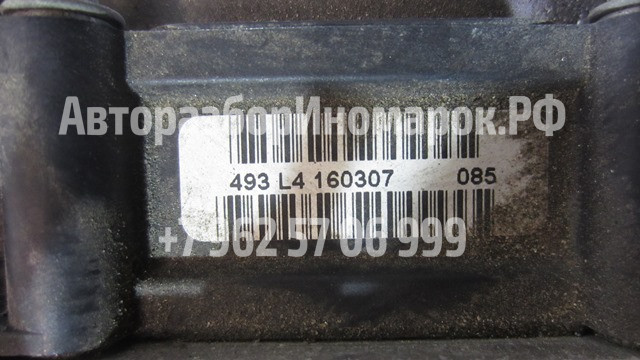 АвторазборИномарок.РФ
493 L4 160307 085
+7 962 57 06 999